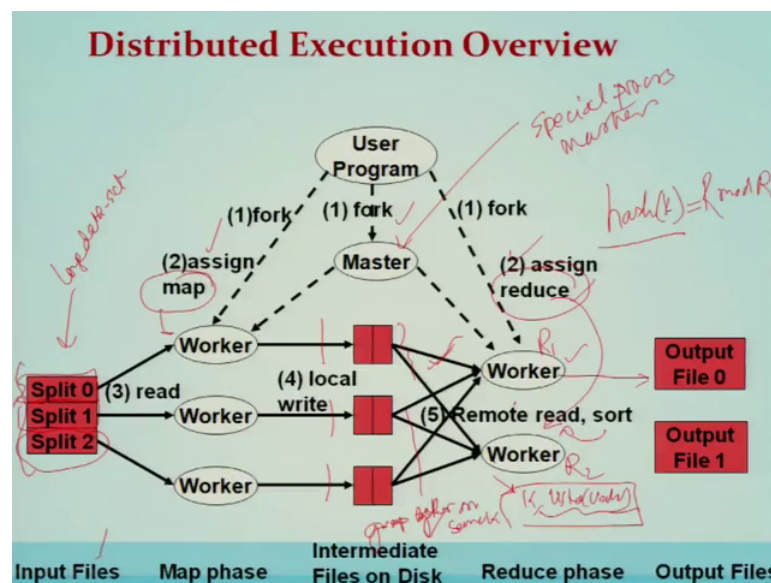 Distributed Execution Overview
special process
master
User
Program
hash(k) = R mod R
(1)fork
(1) fork
(1) fork
(2)assign
map
Master
(2) assign
reduce
R1
Worker
Worker
Output
File 0
Split 0
(3) read
(4) local
write
Split 1
Worker
(5) Remote read, sort
Split 2
Worker
Output
File 1
R2
Worker
Input Files
Map phase
Intermediate
Files on Disk
Reduce phase
Output Files